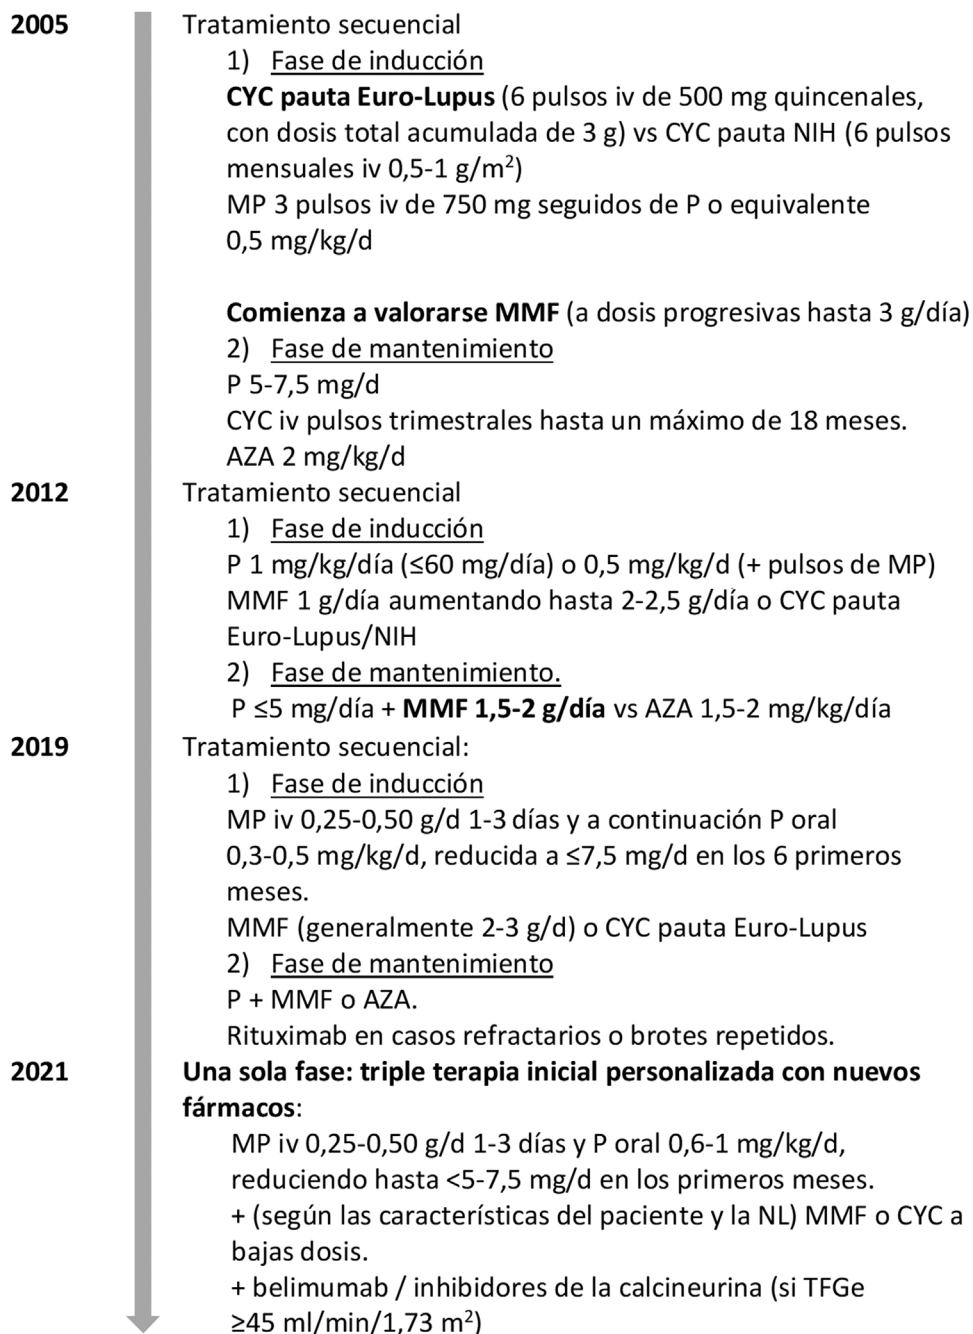 2005 Tratamiento secuencial
1) Fase de inducción
CYC pauta Euro-Lupus (6 pulsos iv de 500 mg quincenales,
con dosis total acumulada de 3 g) vs CYC pauta NIH (6 pulsos
mensuales iv 0,5-1 g/m²)
MP 3 pulsos iv de 750 mg seguidos de P o equivalente
0,5 mg/kg/d
Comienza a valorarse MMF (a dosis progresivas hasta 3 g/día)
2) Fase de mantenimiento
P 5-7,5 mg/d
CYC iv pulsos trimestrales hasta un máximo de 18 meses.
AZA 2 mg/kg/d
2012 Tratamiento secuencial
1) Fase de inducción
P 1 mg/kg/día (≤60 mg/día) o 0,5 mg/kg/d (+ pulsos de MP)
MMF 1 g/día aumentando hasta 2-2,5 g/día o CYC pauta
Euro-Lupus/NIH
2) Fase de mantenimiento.
P ≤5 mg/día + MMF 1,5-2 g/día vs AZA 1,5-2 mg/kg/día
2019 Tratamiento secuencial:
1) Fase de inducción
MP iv 0,25-0,50 g/d 1-3 días y a continuación P oral
0,3-0,5 mg/kg/d, reducida a ≤7,5 mg/d en los 6 primeros
meses.
MMF (generalmente 2-3 g/d) o CYC pauta Euro-Lupus
2) Fase de mantenimiento
P + MMF o AZA.
Rituximab en casos refractarios o brotes repetidos.
2021 Una sola fase: triple terapia inicial personalizada con nuevos
fármacos:
MP iv 0,25-0,50 g/d 1-3 días y P oral 0,6-1 mg/kg/d,
reduciendo hasta <5-7,5 mg/d en los primeros meses.
+ (según las características del paciente y la NL) MMF o CYC a
bajas dosis.
+ belimumab / inhibidores de la calcineurina (si TFGe
≥45 ml/min/1,73 m²)